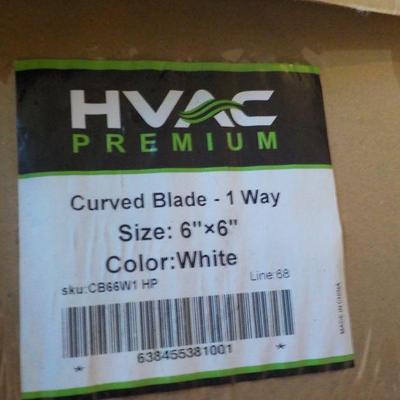 HVAC
PREMIUM
Curved Blade - 1 Way
Size: 6"×6"
Color:White
sku:CB66W1 HP Line:68
* 638455381001 *
MADE IN CHINA